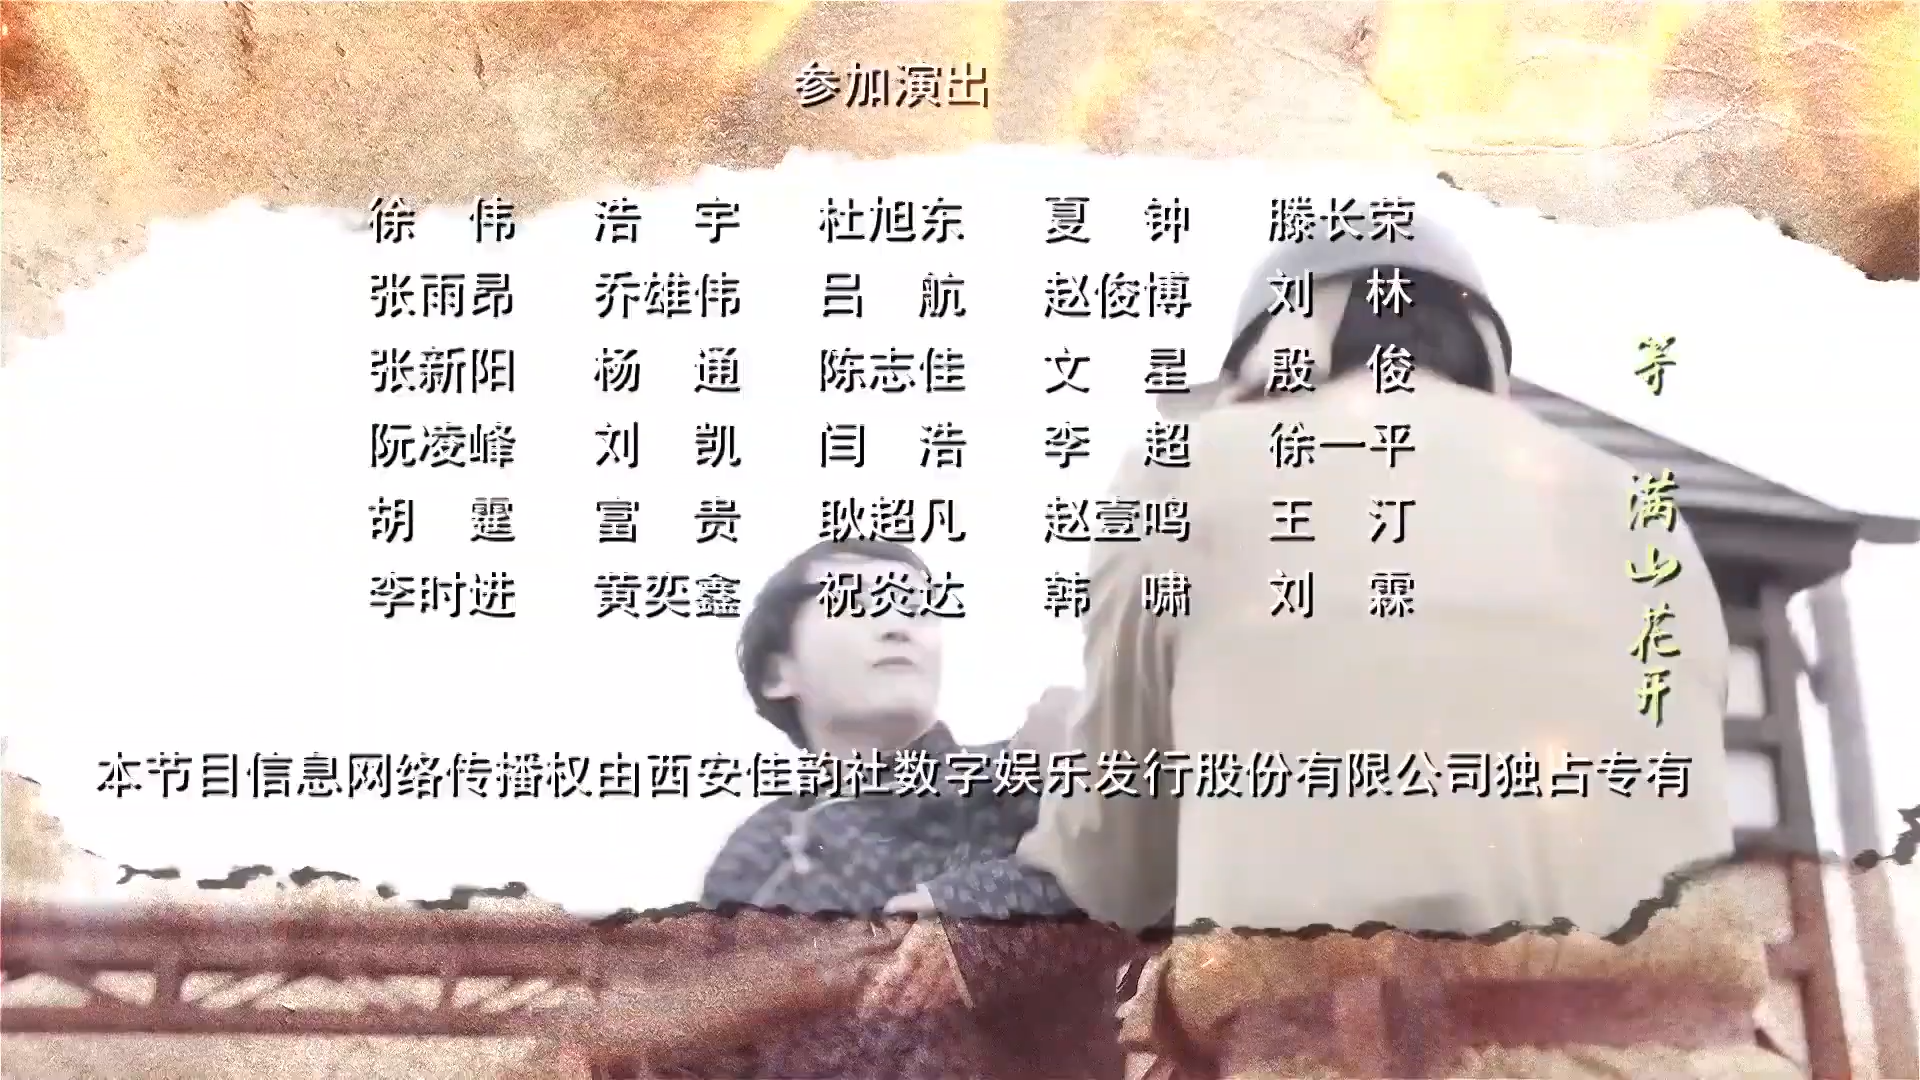 参加演出
徐 伟 浩 宇 杜旭东 夏 钟 滕长荣
张雨昂 乔雄伟 吕 航 赵俊博 刘 林
张新阳 杨 通 陈志佳 文 星 殷 俊
阮凌峰 刘 凯 闫 浩 李 超 徐一平
胡 霆 富 贵 耿超凡 赵壹鸣 王 汀
李时进 黄奕鑫 祝炎达 韩 啸 刘 霖
等 满山花开
本节目信息网络传播权由西安佳韵社数字娱乐发行股份有限公司独占专有